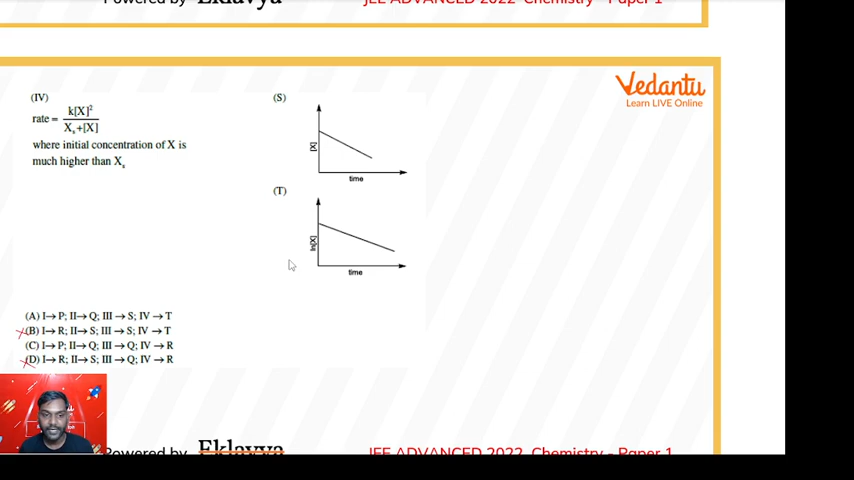 Powered by Eklavya JEE ADVANCED 2022 Chemistry - Paper 1
Vedantu
Learn LIVE Online
(IV)
rate = k[X]² / Xₛ+[X]
where initial concentration of X is
much higher than Xₛ
(S)
[X]
time
(T)
ln[X]
time
(A) I→P; II→Q; III→S; IV→T
(B) I→R; II→S; III→S; IV→T
(C) I→P; II→Q; III→Q; IV→R
(D) I→R; II→S; III→Q; IV→R
Powered by Eklavya JEE ADVANCED 2022 Chemistry - Paper 1